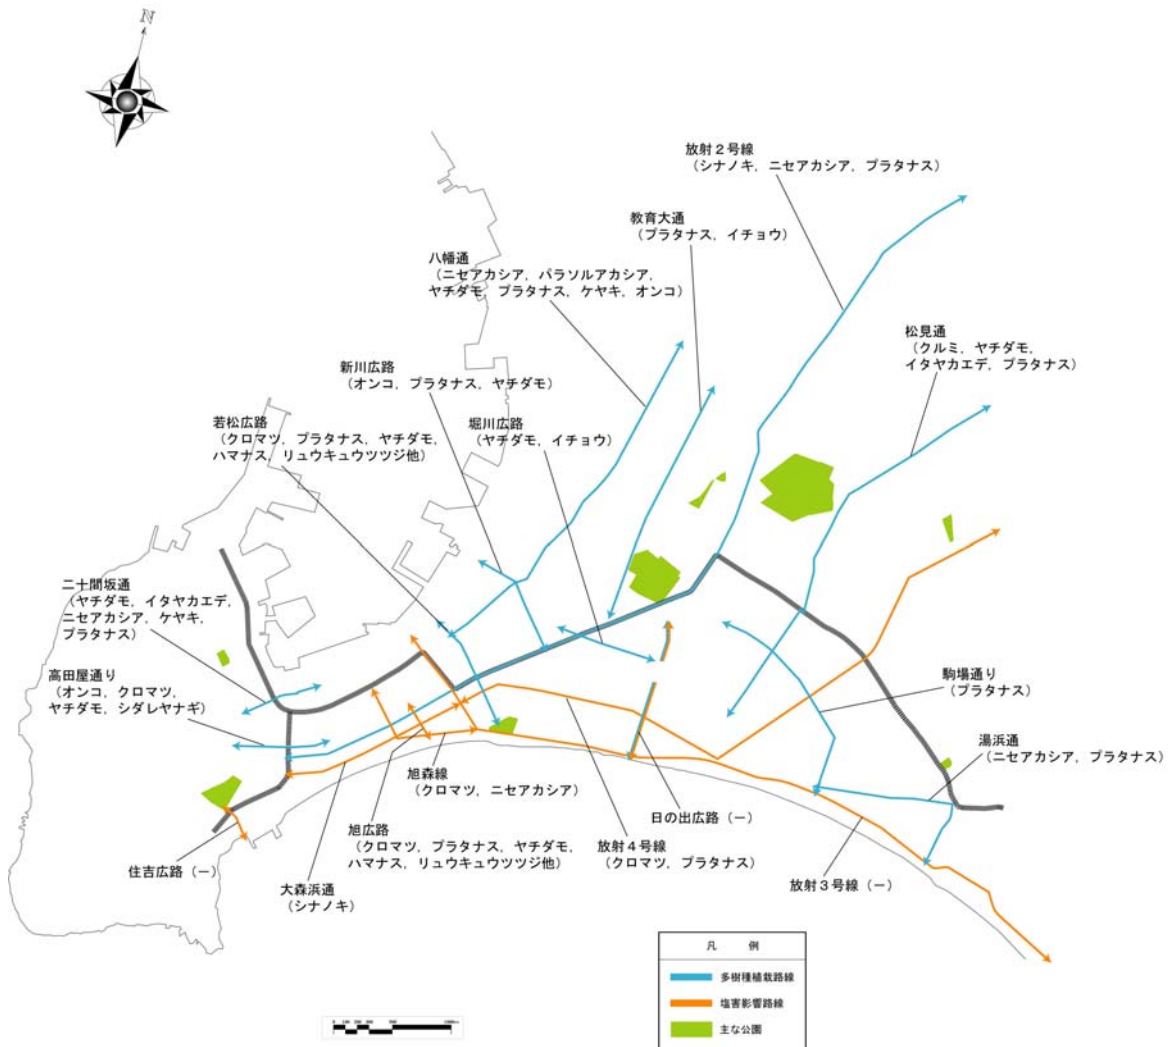 N
放射２号線
（シナノキ，ニセアカシア，プラタナス）
教育大通
（プラタナス，イチョウ）
八幡通
（ニセアカシア，パラソルアカシア，
ヤチダモ，プラタナス，ケヤキ，オンコ）
松見通
（クルミ，ヤチダモ，
イタヤカエデ，プラタナス）
新川広路
（オンコ，プラタナス，ヤチダモ）
堀川広路
（ヤチダモ，イチョウ）
若松広路
（クロマツ，プラタナス，ヤチダモ，
ハマナス，リュウキュウツツジ他）
二十間坂通
（ヤチダモ，イタヤカエデ，
ニセアカシア，ケヤキ，
プラタナス）
高田屋通り
（オンコ，クロマツ，
ヤチダモ，シダレヤナギ）
駒場通り
（プラタナス）
湯浜通
（ニセアカシア，プラタナス）
旭森線
（クロマツ，ニセアカシア）
日の出広路（－）
旭広路
（クロマツ，プラタナス，ヤチダモ，
ハマナス，リュウキュウツツジ他）
放射４号線
（クロマツ，プラタナス）
住吉広路（－）
大森浜通
（シナノキ）
放射３号線（－）
凡　例
多樹種植栽路線
塩害影響路線
主な公園